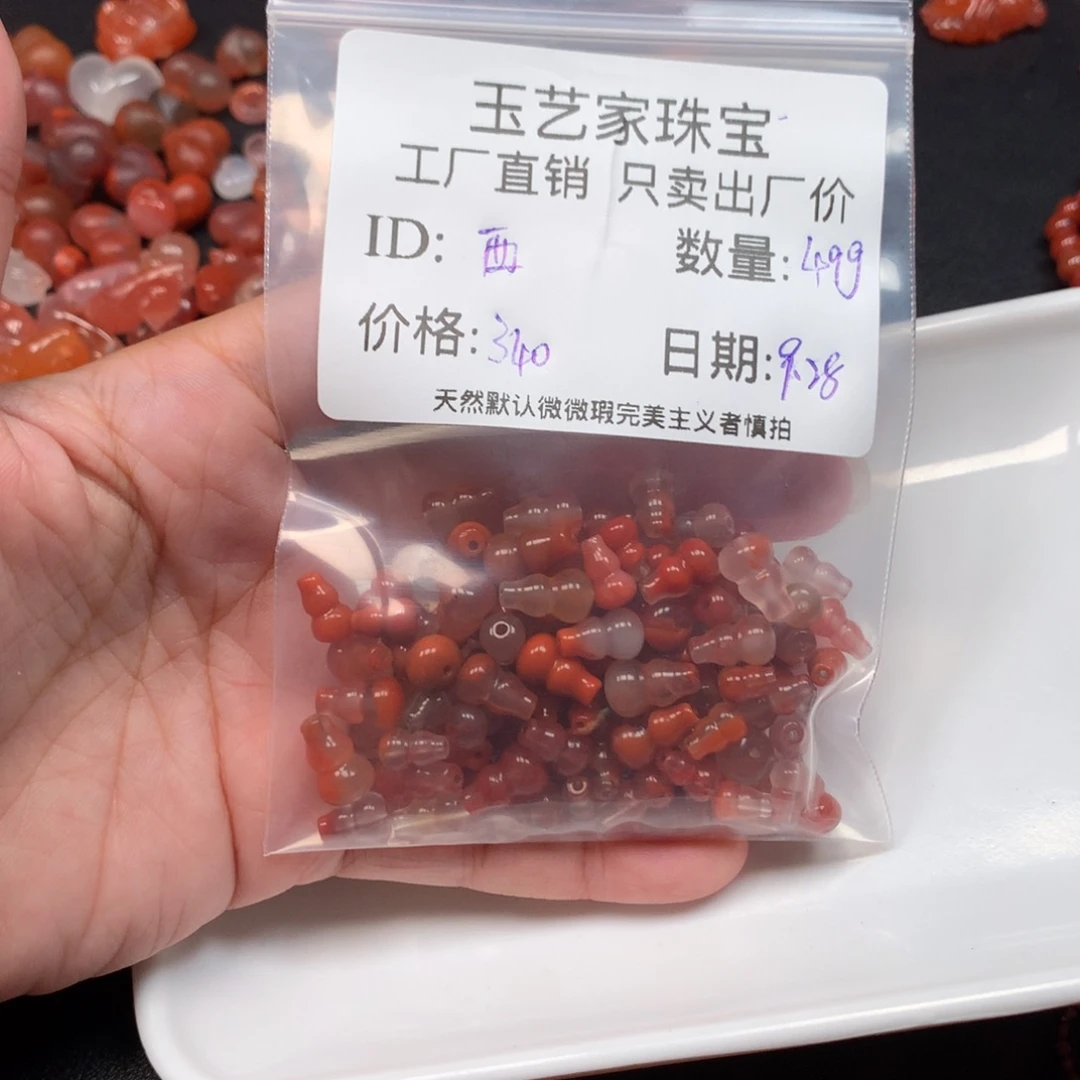 玉艺家珠宝
工厂直销 只卖出厂价
ID: 西 数量: 49g
价格: 340 日期: 9.28
天然默认微微瑕完美主义者慎拍